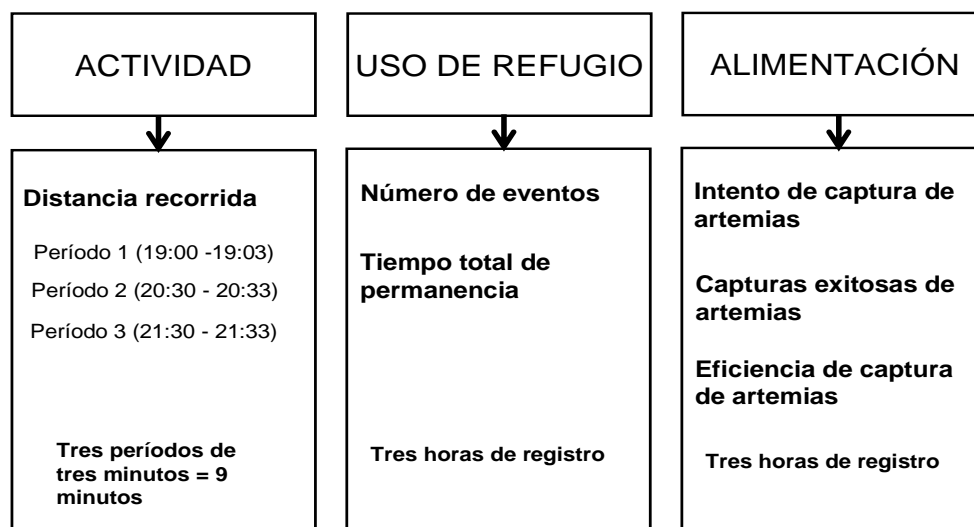 ACTIVIDAD
Distancia recorrida
Período 1 (19:00 -19:03)
Período 2 (20:30 - 20:33)
Período 3 (21:30 - 21:33)
Tres períodos de
tres minutos = 9
minutos
USO DE REFUGIO
Número de eventos
Tiempo total de
permanencia
Tres horas de registro
ALIMENTACIÓN
Intento de captura de
artemias
Capturas exitosas de
artemias
Eficiencia de captura
de artemias
Tres horas de registro